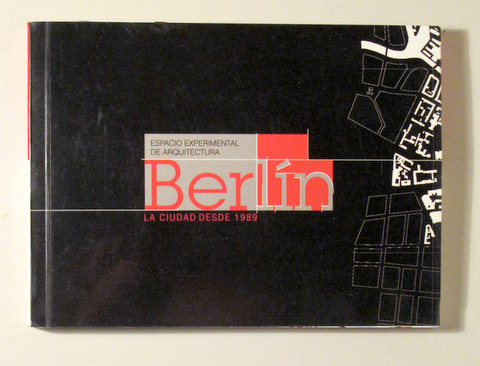 ESPACIO EXPERIMENTAL
DE ARQUITECTURA
Berlín
LA CIUDAD DESDE 1989